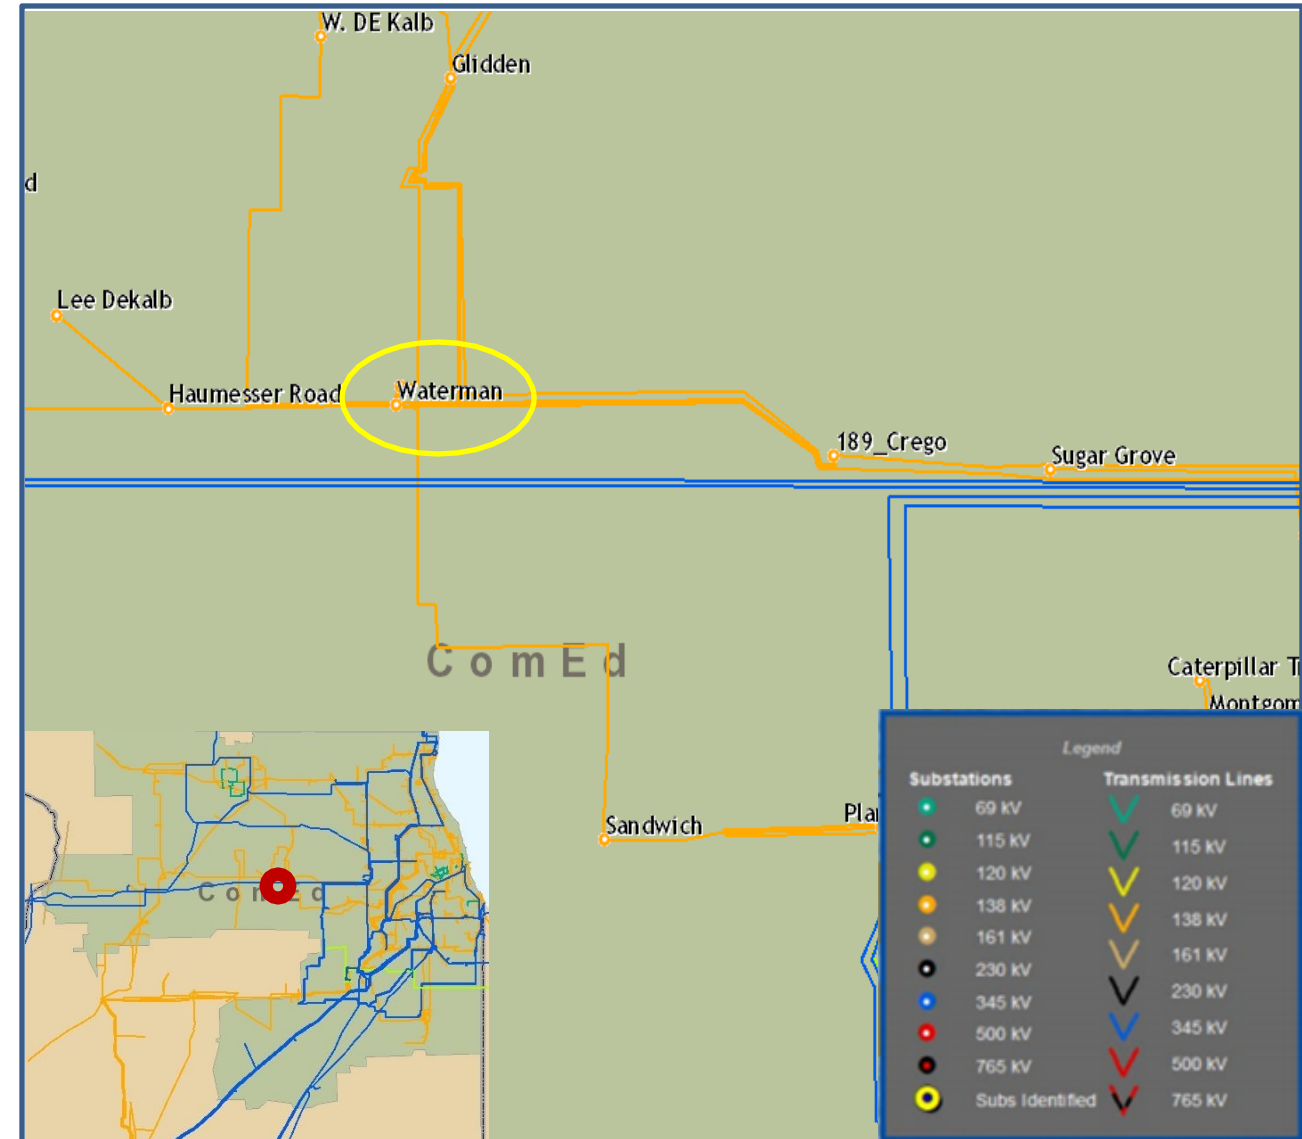 W. DE Kalb
Glidden
d
Lee Dekalb
Haumesser Road
Waterman
189_Crego
Sugar Grove
ComEd
Caterpillar T
Montgom
Sandwich
Pla
ComEd
Legend
Substations
69 kV
115 kV
120 kV
138 kV
161 kV
230 kV
345 kV
500 kV
765 kV
Subs Identified
Transmission Lines
69 kV
115 kV
120 kV
138 kV
161 kV
230 kV
345 kV
500 kV
765 kV